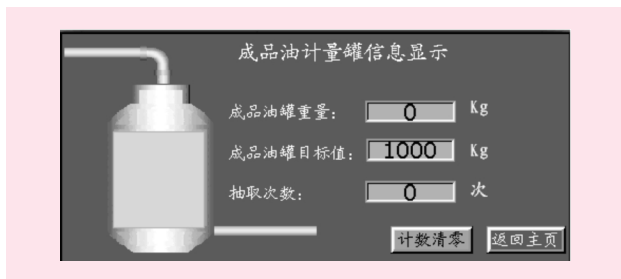 成品油计量罐信息显示
成品油罐重量： 0 Kg
成品油罐目标值： 1000 Kg
抽取次数： 0 次
计数清零 返回主页